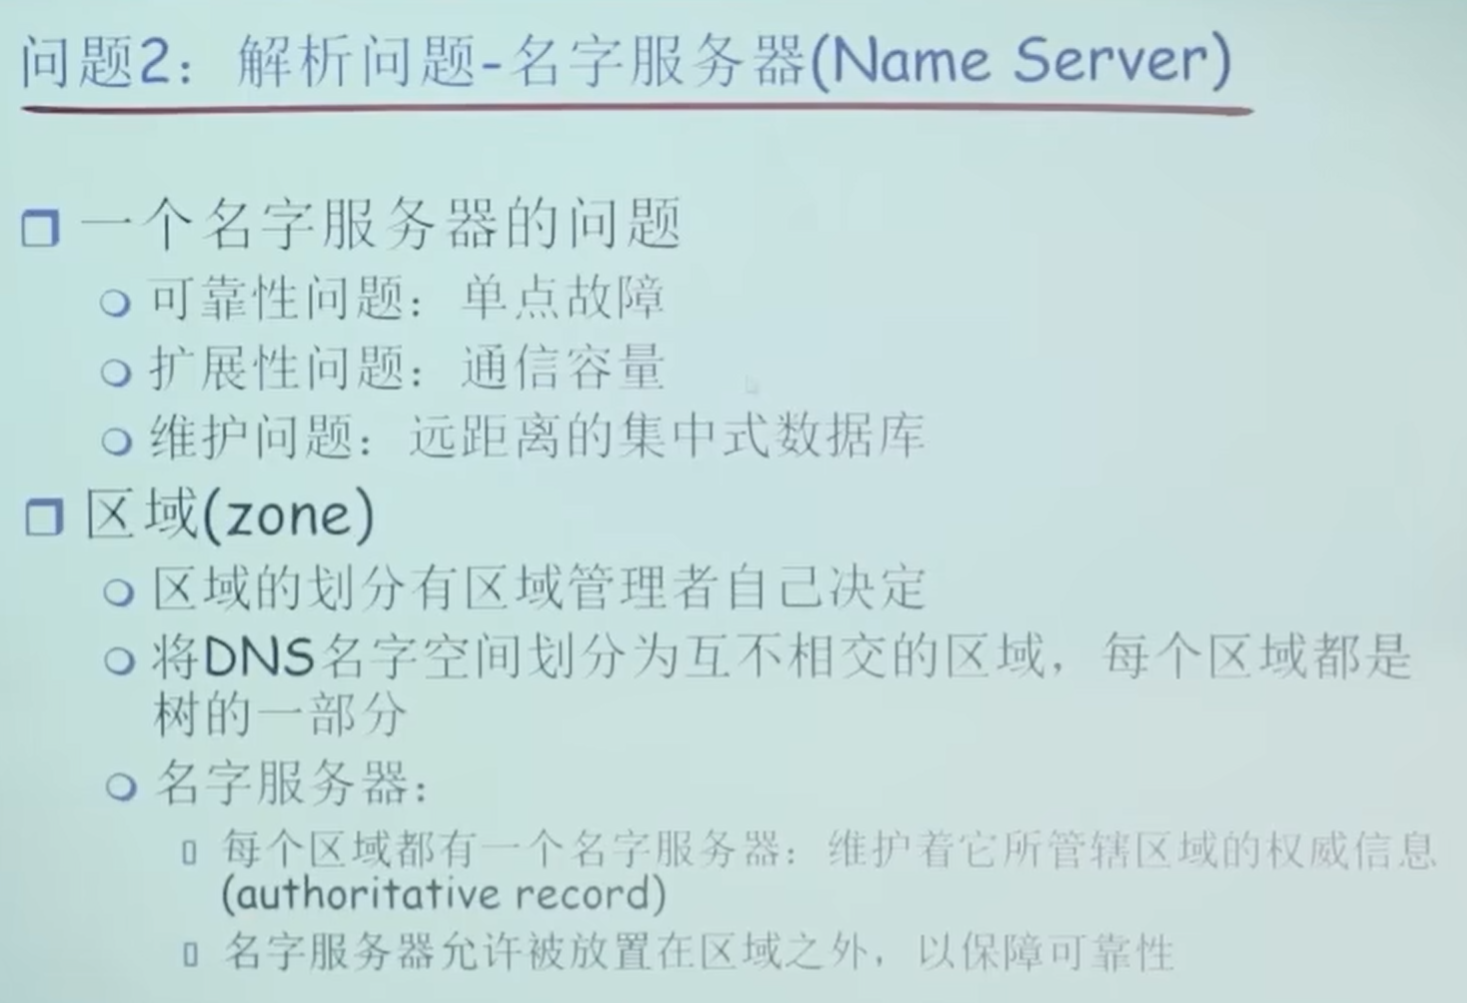 问题2：解析问题-名字服务器(Name Server)
一个名字服务器的问题
可靠性问题：单点故障
扩展性问题：通信容量
维护问题：远距离的集中式数据库
区域(zone)
区域的划分有区域管理者自己决定
将DNS名字空间划分为互不相交的区域，每个区域都是
树的一部分
名字服务器：
每个区域都有一个名字服务器：维护着它所管辖区域的权威信息
(authoritative record)
名字服务器允许被放置在区域之外，以保障可靠性